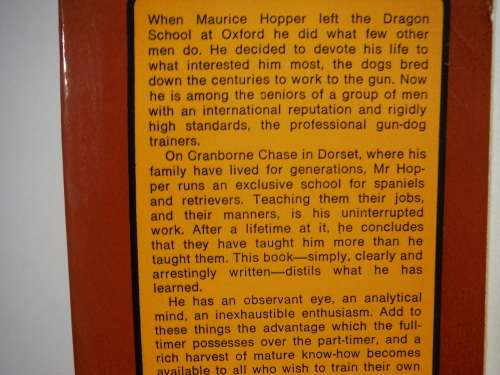 When Maurice Hopper left the Dragon
School at Oxford he did what few other
men do. He decided to devote his life to
what interested him most, the dogs bred
down the centuries to work to the gun. Now
he is among the seniors of a group of men
with an international reputation and rigidly
high standards, the professional gun-dog
trainers.
On Cranborne Chase in Dorset, where his
family have lived for generations, Mr Hop-
per runs an exclusive school for spaniels
and retrievers. Teaching them their jobs,
and their manners, is his uninterrupted
work. After a lifetime at it, he concludes
that they have taught him more than he
taught them. This book—simply, clearly and
arrestingly written—distils what he has
learned.
He has an observant eye, an analytical
mind, an inexhaustible enthusiasm. Add to
these things the advantage which the full-
timer possesses over the part-timer, and a
rich harvest of mature know-how becomes
available to all who wish to train their own